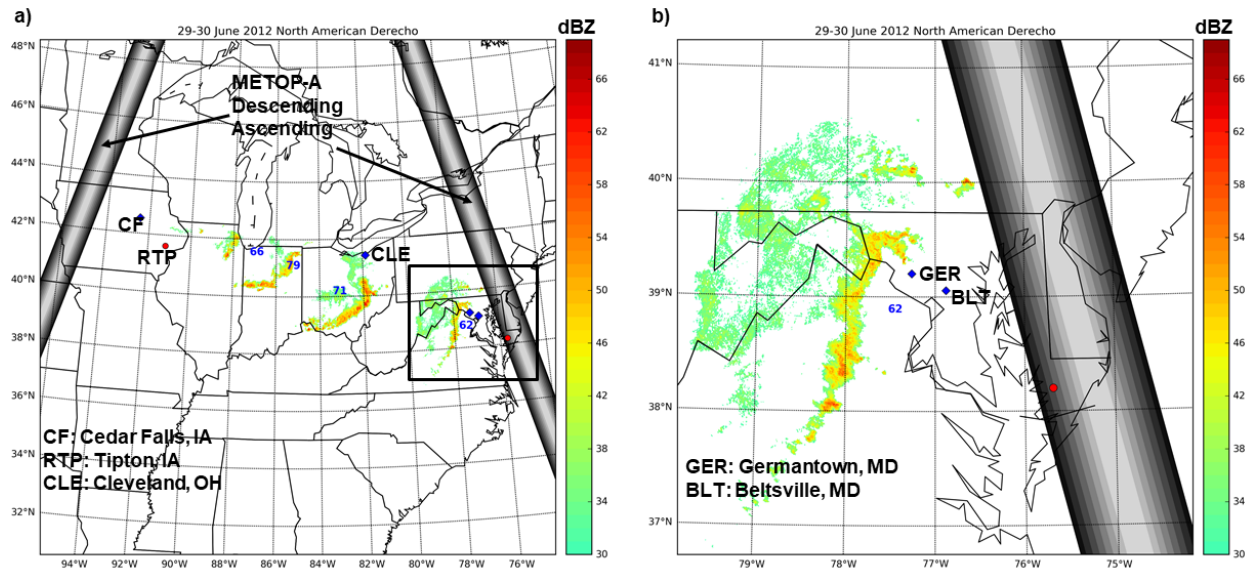 a)
29-30 June 2012 North American Derecho
dBZ
48°N
46°N
44°N
42°N
40°N
38°N
36°N
34°N
32°N
METOP-A
Descending
Ascending
CF
RTP
66
79
71
CLE
62
CF: Cedar Falls, IA
RTP: Tipton, IA
CLE: Cleveland, OH
94°W 92°W 90°W 88°W 86°W 84°W 82°W 80°W 78°W 76°W
66
62
58
54
50
46
42
38
34
30
b)
29-30 June 2012 North American Derecho
dBZ
41°N
40°N
39°N
38°N
37°N
GER
BLT
62
GER: Germantown, MD
BLT: Beltsville, MD
79°W 78°W 77°W 76°W 75°W
66
62
58
54
50
46
42
38
34
30